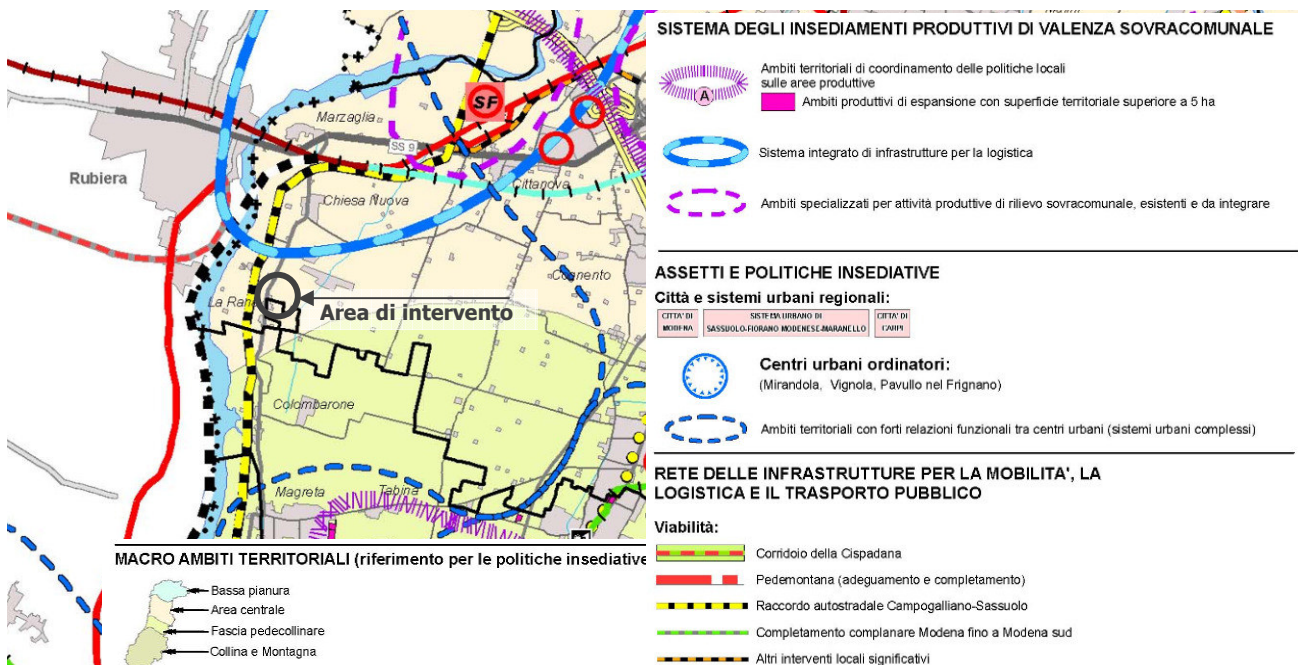 Marzaglia
SF
SS 9
Rubiera
Cittanova
Chiesa Nuova
Area di intervento
Colombarone
Magreta
Tabina
MACRO AMBITI TERRITORIALI (riferimento per le politiche insediative
Bassa pianura
Area centrale
Fascia pedecollinare
Collina e Montagna
SISTEMA DEGLI INSEDIAMENTI PRODUTTIVI DI VALENZA SOVRACOMUNALE
Ambiti territoriali di coordinamento delle politiche locali
sulle aree produttive
A
Ambiti produttivi di espansione con superficie territoriale superiore a 5 ha
Sistema integrato di infrastrutture per la logistica
Ambiti specializzati per attività produttive di rilievo sovracomunale, esistenti e da integrare
ASSETTI E POLITICHE INSEDIATIVE
Città e sistemi urbani regionali:
CITTA' DI
MODENA
SISTEMA URBANO DI
SASSUOLO-FIORANO MODENESE-MARANELLO
CITTA' DI
CARPI
Centri urbani ordinatori:
(Mirandola, Vignola, Pavullo nel Frignano)
Ambiti territoriali con forti relazioni funzionali tra centri urbani (sistemi urbani complessi)
RETE DELLE INFRASTRUTTURE PER LA MOBILITA', LA
LOGISTICA E IL TRASPORTO PUBBLICO
Viabilità:
Corridoio della Cispadana
Pedemontana (adeguamento e completamento)
Raccordo autostradale Campogalliano-Sassuolo
Completamento complanare Modena fino a Modena sud
Altri interventi locali significativi